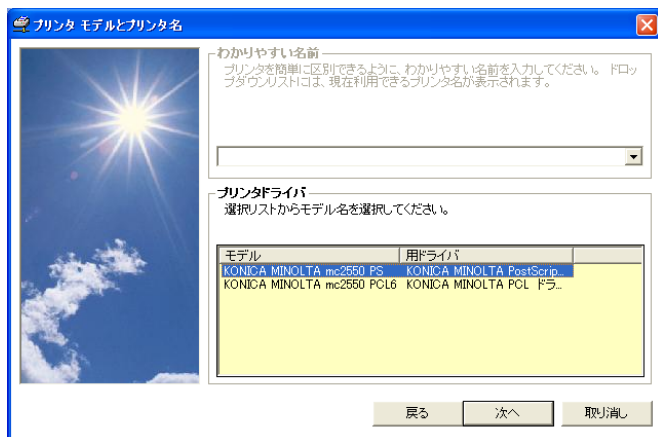 プリンタ モデルとプリンタ名
わかりやすい名前
プリンタを簡単に区別できるように、わかりやすい名前を入力してください。 ドロッ
プダウンリストには、現在利用できるプリンタ名が表示されます。
プリンタドライバ
選択リストからモデル名を選択してください。
モデル 用ドライバ
KONICA MINOLTA mc2550 PS KONICA MINOLTA PostScrip...
KONICA MINOLTA mc2550 PCL6 KONICA MINOLTA PCL ドラ...
戻る 次へ 取り消し